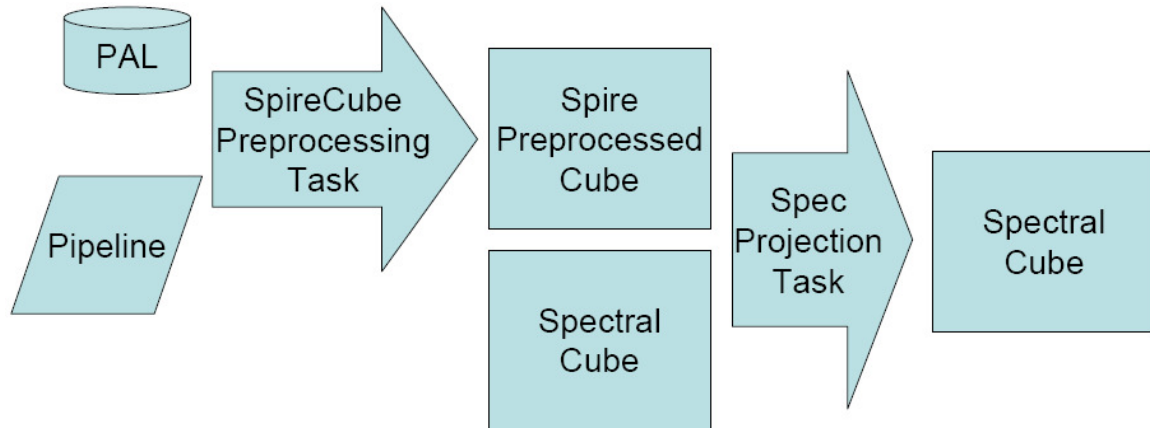 PAL
Pipeline
SpireCube
Preprocessing
Task
Spire
Preprocessed
Cube
Spectral
Cube
Spec
Projection
Task
Spectral
Cube